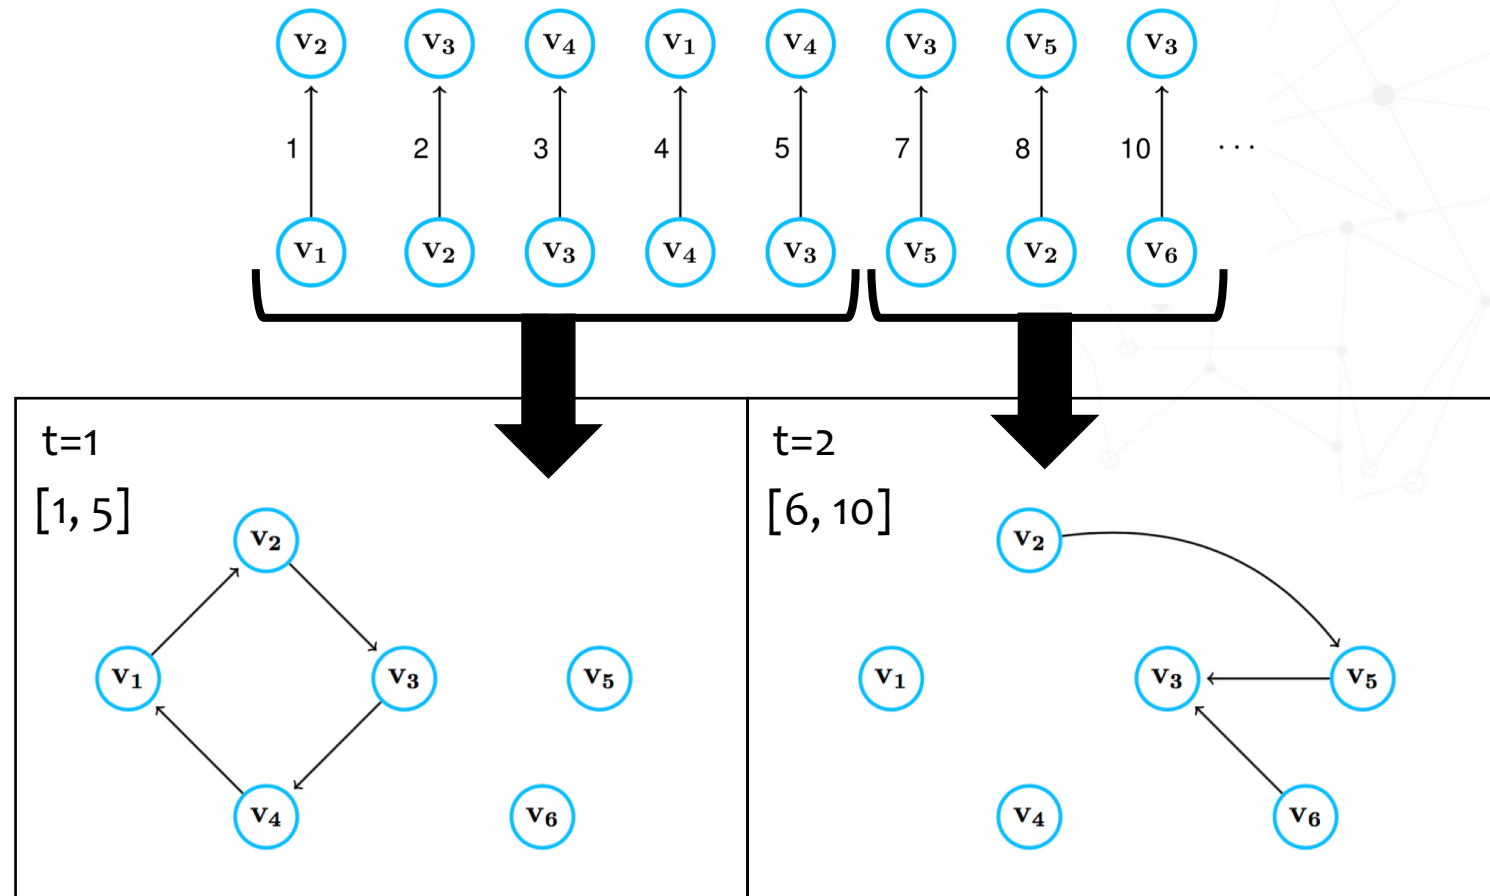 v₂ v₃ v₄ v₁ v₄ v₃ v₅ v₃
1 2 3 4 5 7 8 10 ...
v₁ v₂ v₃ v₄ v₃ v₅ v₂ v₆
t=1
[1, 5]
v₂
v₁ v₃ v₅
v₄ v₆
t=2
[6, 10]
v₂
v₁ v₃ v₅
v₄ v₆